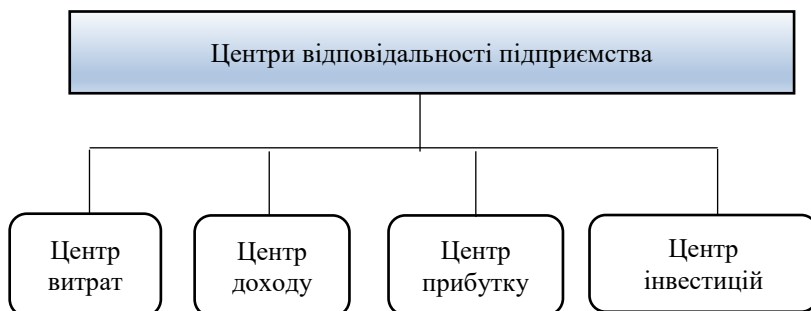 Центри відповідальності підприємства
Центр
витрат
Центр
доходу
Центр
прибутку
Центр
інвестицій